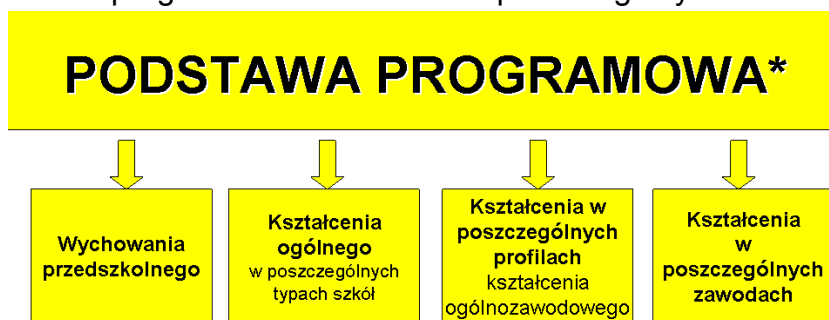 PODSTAWA PROGRAMOWA*
Wychowania
przedszkolnego
Kształcenia
ogólnego
w poszczególnych
typach szkół
Kształcenia w
poszczególnych
profilach
kształcenia
ogólnozawodowego
Kształcenia
w
poszczególnych
zawodach